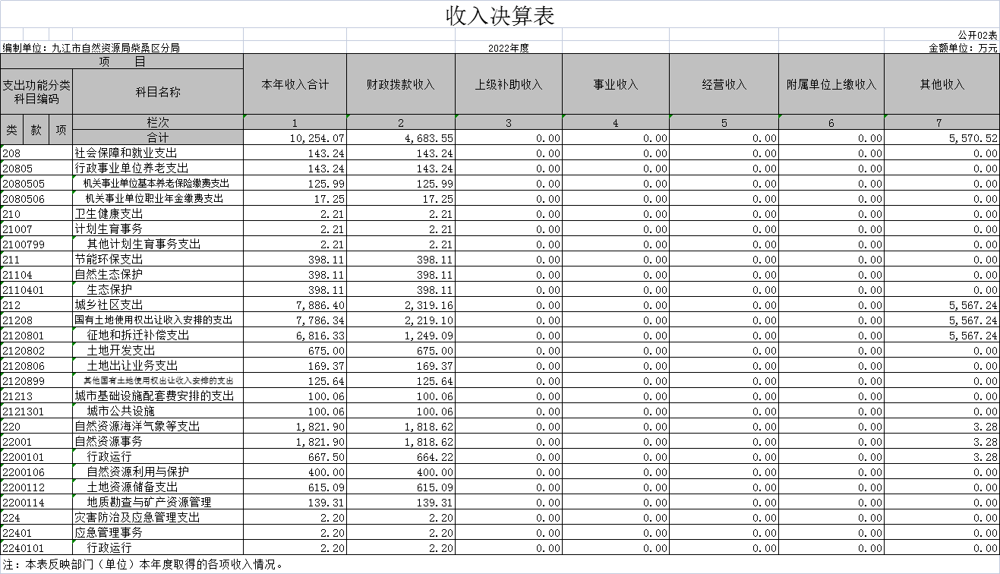 收入决算表
公开02表
编制单位：九江市自然资源局柴桑区分局 2022年度 金额单位：万元
项 目 本年收入合计 财政拨款收入 上级补助收入 事业收入 经营收入 附属单位上缴收入 其他收入
支出功能分类科目编码 科目名称
类 款 项 栏次 1 2 3 4 5 6 7
合计 10,254.07 4,683.55 0.00 0.00 0.00 0.00 5,570.52
208 社会保障和就业支出 143.24 143.24 0.00 0.00 0.00 0.00 0.00
20805 行政事业单位养老支出 143.24 143.24 0.00 0.00 0.00 0.00 0.00
2080505 机关事业单位基本养老保险缴费支出 125.99 125.99 0.00 0.00 0.00 0.00 0.00
2080506 机关事业单位职业年金缴费支出 17.25 17.25 0.00 0.00 0.00 0.00 0.00
210 卫生健康支出 2.21 2.21 0.00 0.00 0.00 0.00 0.00
21007 计划生育事务 2.21 2.21 0.00 0.00 0.00 0.00 0.00
2100799 其他计划生育事务支出 2.21 2.21 0.00 0.00 0.00 0.00 0.00
211 节能环保支出 398.11 398.11 0.00 0.00 0.00 0.00 0.00
21104 自然生态保护 398.11 398.11 0.00 0.00 0.00 0.00 0.00
2110401 生态保护 398.11 398.11 0.00 0.00 0.00 0.00 0.00
212 城乡社区支出 7,886.40 2,319.16 0.00 0.00 0.00 0.00 5,567.24
21208 国有土地使用权出让收入安排的支出 7,786.34 2,219.10 0.00 0.00 0.00 0.00 5,567.24
2120801 征地和拆迁补偿支出 6,816.33 1,249.09 0.00 0.00 0.00 0.00 5,567.24
2120802 土地开发支出 675.00 675.00 0.00 0.00 0.00 0.00 0.00
2120806 土地出让业务支出 169.37 169.37 0.00 0.00 0.00 0.00 0.00
2120899 其他国有土地使用权出让收入安排的支出 125.64 125.64 0.00 0.00 0.00 0.00 0.00
21213 城市基础设施配套费安排的支出 100.06 100.06 0.00 0.00 0.00 0.00 0.00
2121301 城市公共设施 100.06 100.06 0.00 0.00 0.00 0.00 0.00
220 自然资源海洋气象等支出 1,821.90 1,818.62 0.00 0.00 0.00 0.00 3.28
22001 自然资源事务 1,821.90 1,818.62 0.00 0.00 0.00 0.00 3.28
2200101 行政运行 667.50 664.22 0.00 0.00 0.00 0.00 3.28
2200106 自然资源利用与保护 400.00 400.00 0.00 0.00 0.00 0.00 0.00
2200112 土地资源储备支出 615.09 615.09 0.00 0.00 0.00 0.00 0.00
2200114 地质勘查与矿产资源管理 139.31 139.31 0.00 0.00 0.00 0.00 0.00
224 灾害防治及应急管理支出 2.20 2.20 0.00 0.00 0.00 0.00 0.00
22401 应急管理事务 2.20 2.20 0.00 0.00 0.00 0.00 0.00
2240101 行政运行 2.20 2.20 0.00 0.00 0.00 0.00 0.00
注：本表反映部门（单位）本年度取得的各项收入情况。